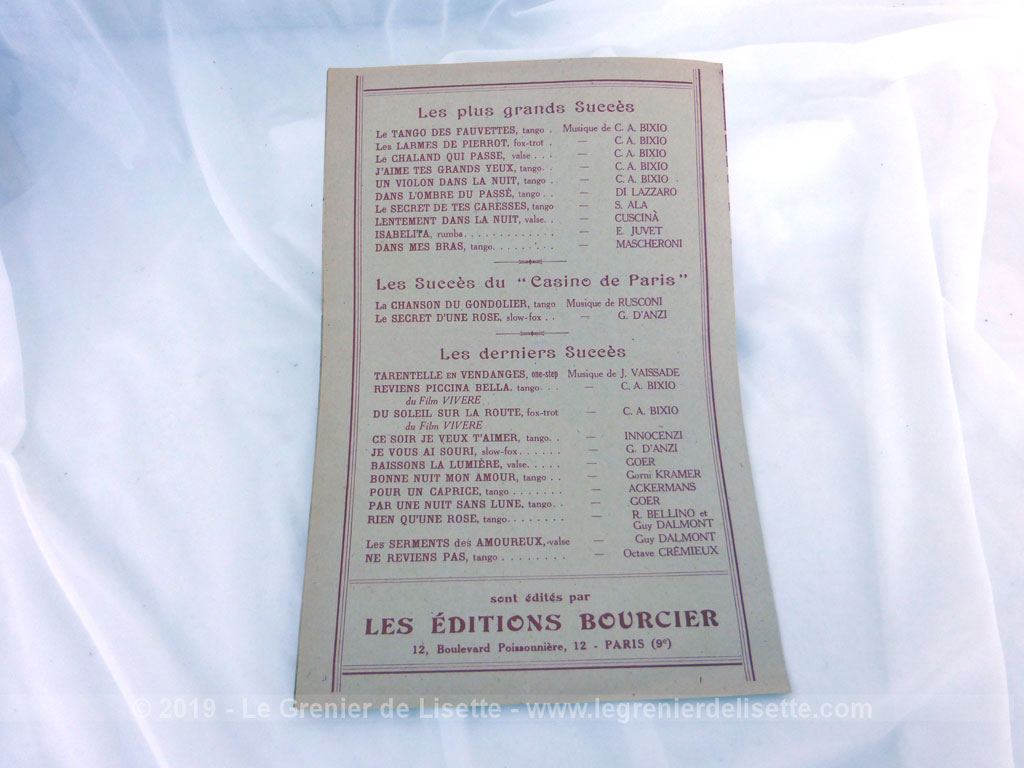 Les plus grands Succès
Le TANGO DES FAUVETTES, tango . Musique de C. A. BIXIO
Les LARMES DE PIERROT, fox-trot . — C. A. BIXIO
Le CHALAND QUI PASSE, valse . . . — C. A. BIXIO
J'AIME TES GRANDS YEUX, tango. . — C. A. BIXIO
UN VIOLON DANS LA NUIT, tango . — C. A. BIXIO
DANS L'OMBRE DU PASSÉ, tango . . — DI LAZZARO
Le SECRET DE TES CARESSES, tango — S. ALA
LENTEMENT DANS LA NUIT, valse. . — CUSCINÀ
ISABELITA, rumba. . . . . . . . . . . . . — E. JUVET
DANS MES BRAS, tango. . . . . . . . — MASCHERONI
Les Succès du "Casino de Paris"
La CHANSON DU GONDOLIER, tango Musique de RUSCONI
Le SECRET D'UNE ROSE, slow-fox . . — G. D'ANZI
Les derniers Succès
TARENTELLE EN VENDANGES, one-step Musique de J. VAISSADE
REVIENS PICCINA BELLA, tango. . . — C. A. BIXIO
du Film VIVERE
DU SOLEIL SUR LA ROUTE, fox-trot — C. A. BIXIO
du Film VIVERE
CE SOIR JE VEUX T'AIMER, tango. . — INNOCENZI
JE VOUS AI SOURI, slow-fox . . . . . . — G. D'ANZI
BAISSONS LA LUMIÈRE, valse. . . . . — GOER
BONNE NUIT MON AMOUR, tango . . — Gorni KRAMER
POUR UN CAPRICE, tango . . . . . . . — ACKERMANS
PAR UNE NUIT SANS LUNE, tango. . — GOER
RIEN QU'UNE ROSE, tango. . . . . . . . — R. BELLINO et
Guy DALMONT
Les SERMENTS des AMOUREUX, valse — Guy DALMONT
NE REVIENS PAS, tango . . . . . . . . — Octave CRÉMIEUX
sont édités par
LES ÉDITIONS BOURCIER
12, Boulevard Poissonnière, 12 - PARIS (9e)
© 2019 - Le Grenier de Lisette - www.legrenierdelisette.com